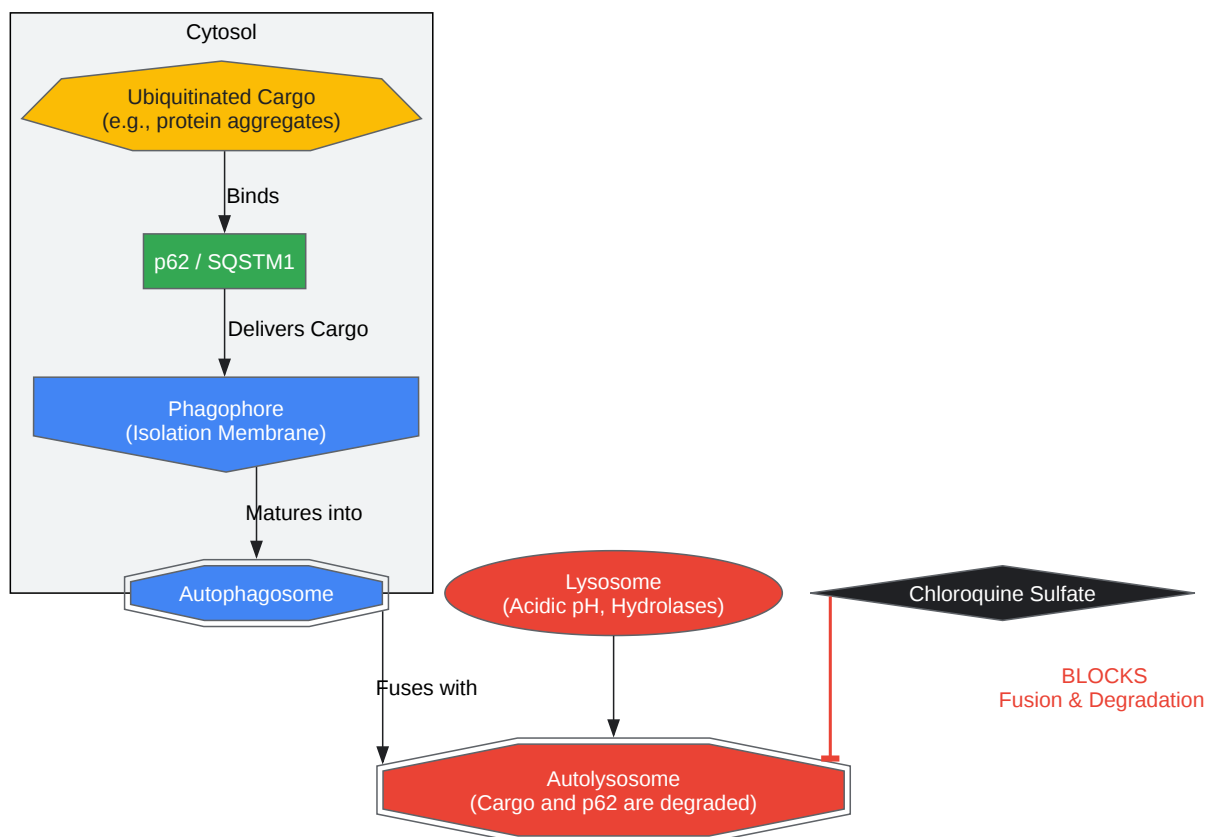 Cytosol
Ubiquitinated Cargo
(e.g., protein aggregates)
Binds
p62 / SQSTM1
Delivers Cargo
Phagophore
(Isolation Membrane)
Matures into
Autophagosome
Lysosome
(Acidic pH, Hydrolases)
Chloroquine Sulfate
Fuses with
BLOCKS
Fusion & Degradation
Autolysosome
(Cargo and p62 are degraded)